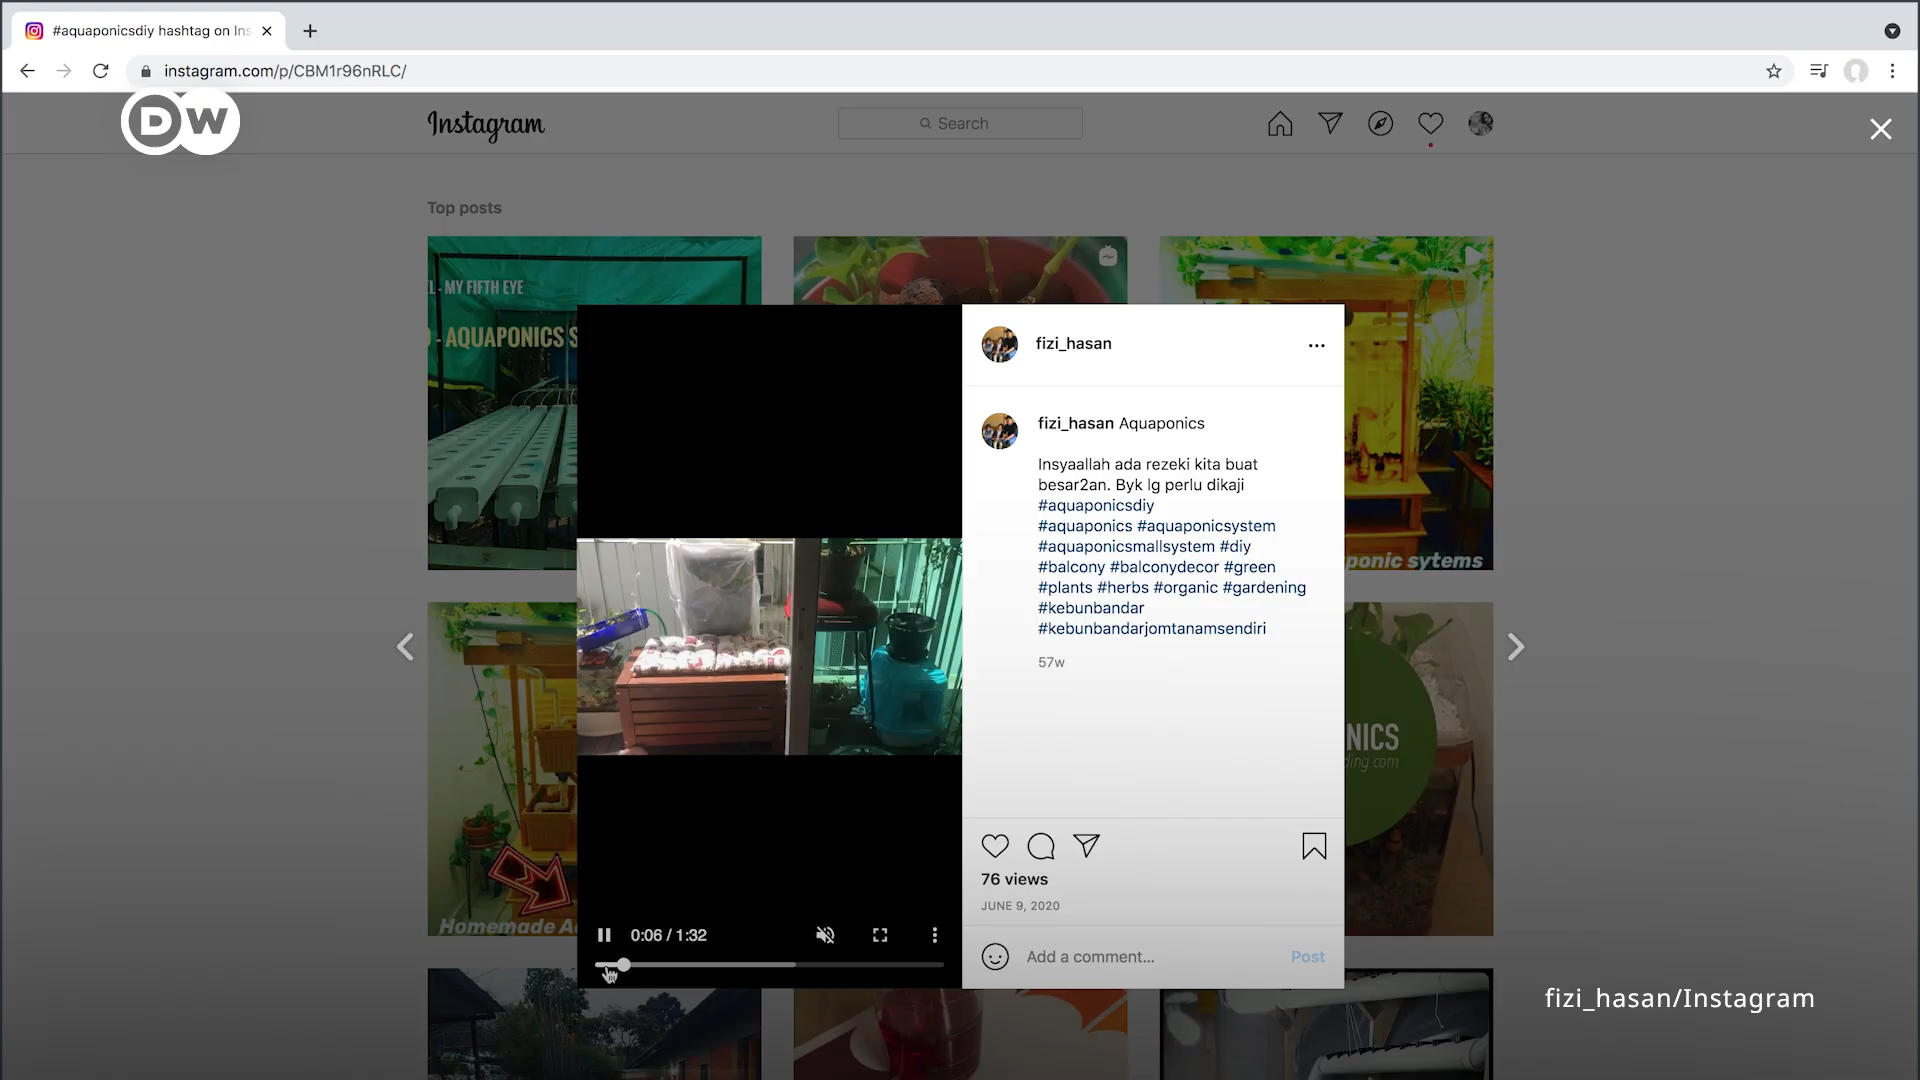 #aquaponicsdiy hashtag on Ins
instagram.com/p/CBM1r96nRLC/
DW
Instagram
Search
Top posts
L - MY FIFTH EYE
- AQUAPONICS S
fizi_hasan
fizi_hasan Aquaponics
Insyaallah ada rezeki kita buat
besar2an. Byk lg perlu dikaji
#aquaponicsdiy
#aquaponics #aquaponicsystem
#aquaponicsmallsystem #diy
#balcony #balconydecor #green
#plants #herbs #organic #gardening
#kebunbandar
#kebunbandarjomtanamsendiri
57w
ponic sytems
NICS
ding.com
Homemade A
76 views
JUNE 9, 2020
0:06 / 1:32
Add a comment...
Post
fizi_hasan/Instagram